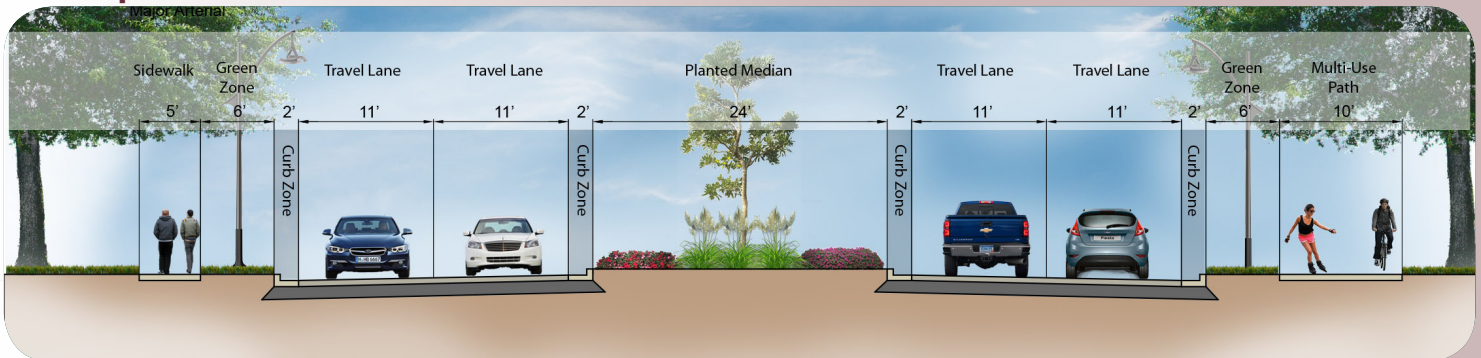 Major Arterial
Sidewalk
Green
Zone
Travel Lane
Travel Lane
Planted Median
Travel Lane
Travel Lane
Green
Zone
Multi-Use
Path
5’
6’
2’
11’
11’
2’
24’
2’
11’
11’
2’
6’
10’
Curb Zone
Curb Zone
Curb Zone
Curb Zone